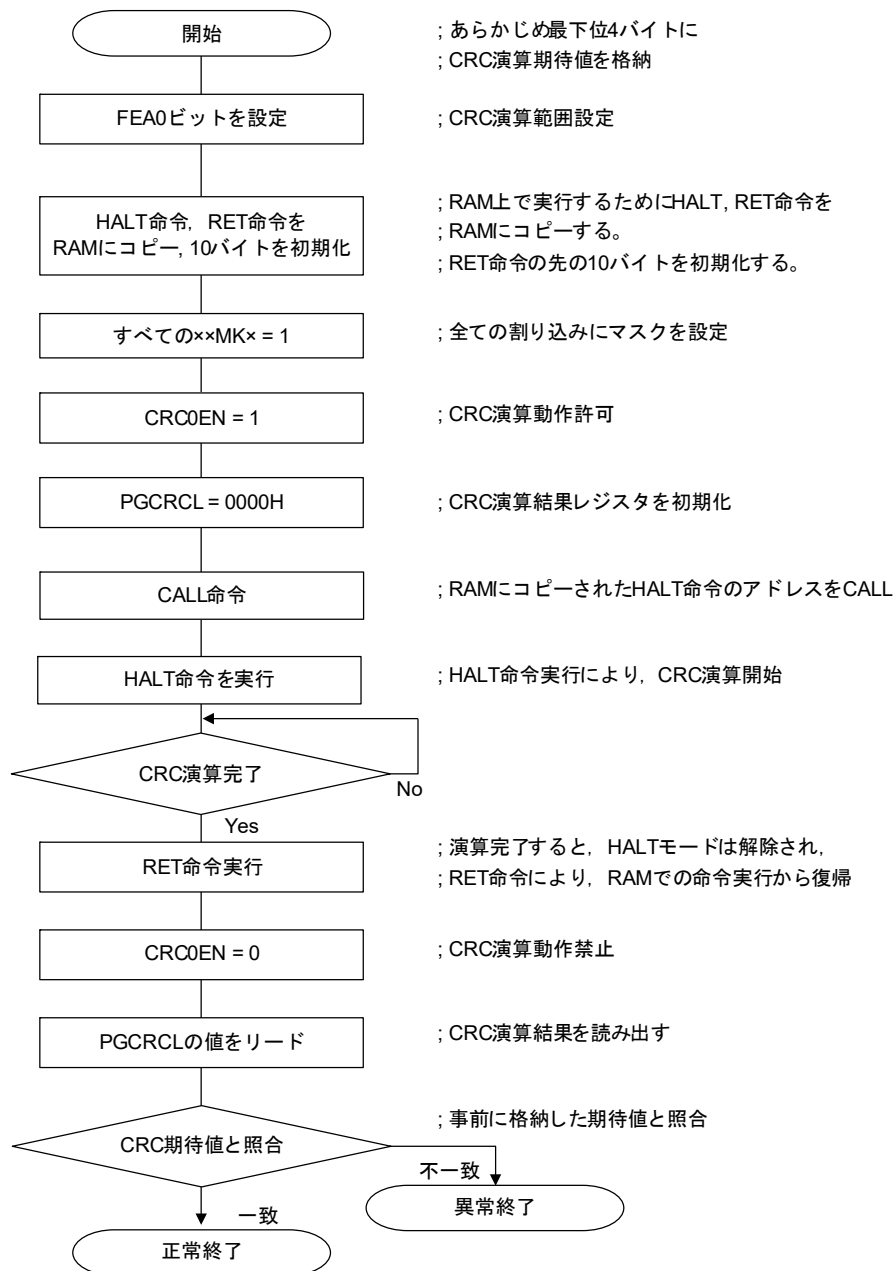 開始
; あらかじめ最下位4バイトに
; CRC演算期待値を格納
FEA0ビットを設定
; CRC演算範囲設定
HALT命令, RET命令を
RAMにコピー, 10バイトを初期化
; RAM上で実行するためにHALT, RET命令を
; RAMにコピーする。
; RET命令の先の10バイトを初期化する。
すべての××MK× = 1
; 全ての割り込みにマスクを設定
CRC0EN = 1
; CRC演算動作許可
PGCRCL = 0000H
; CRC演算結果レジスタを初期化
CALL命令
; RAMにコピーされたHALT命令のアドレスをCALL
HALT命令を実行
; HALT命令実行により, CRC演算開始
CRC演算完了
No
Yes
RET命令実行
; 演算完了すると, HALTモードは解除され,
; RET命令により, RAMでの命令実行から復帰
CRC0EN = 0
; CRC演算動作禁止
PGCRCLの値をリード
; CRC演算結果を読み出す
CRC期待値と照合
; 事前に格納した期待値と照合
不一致
異常終了
一致
正常終了